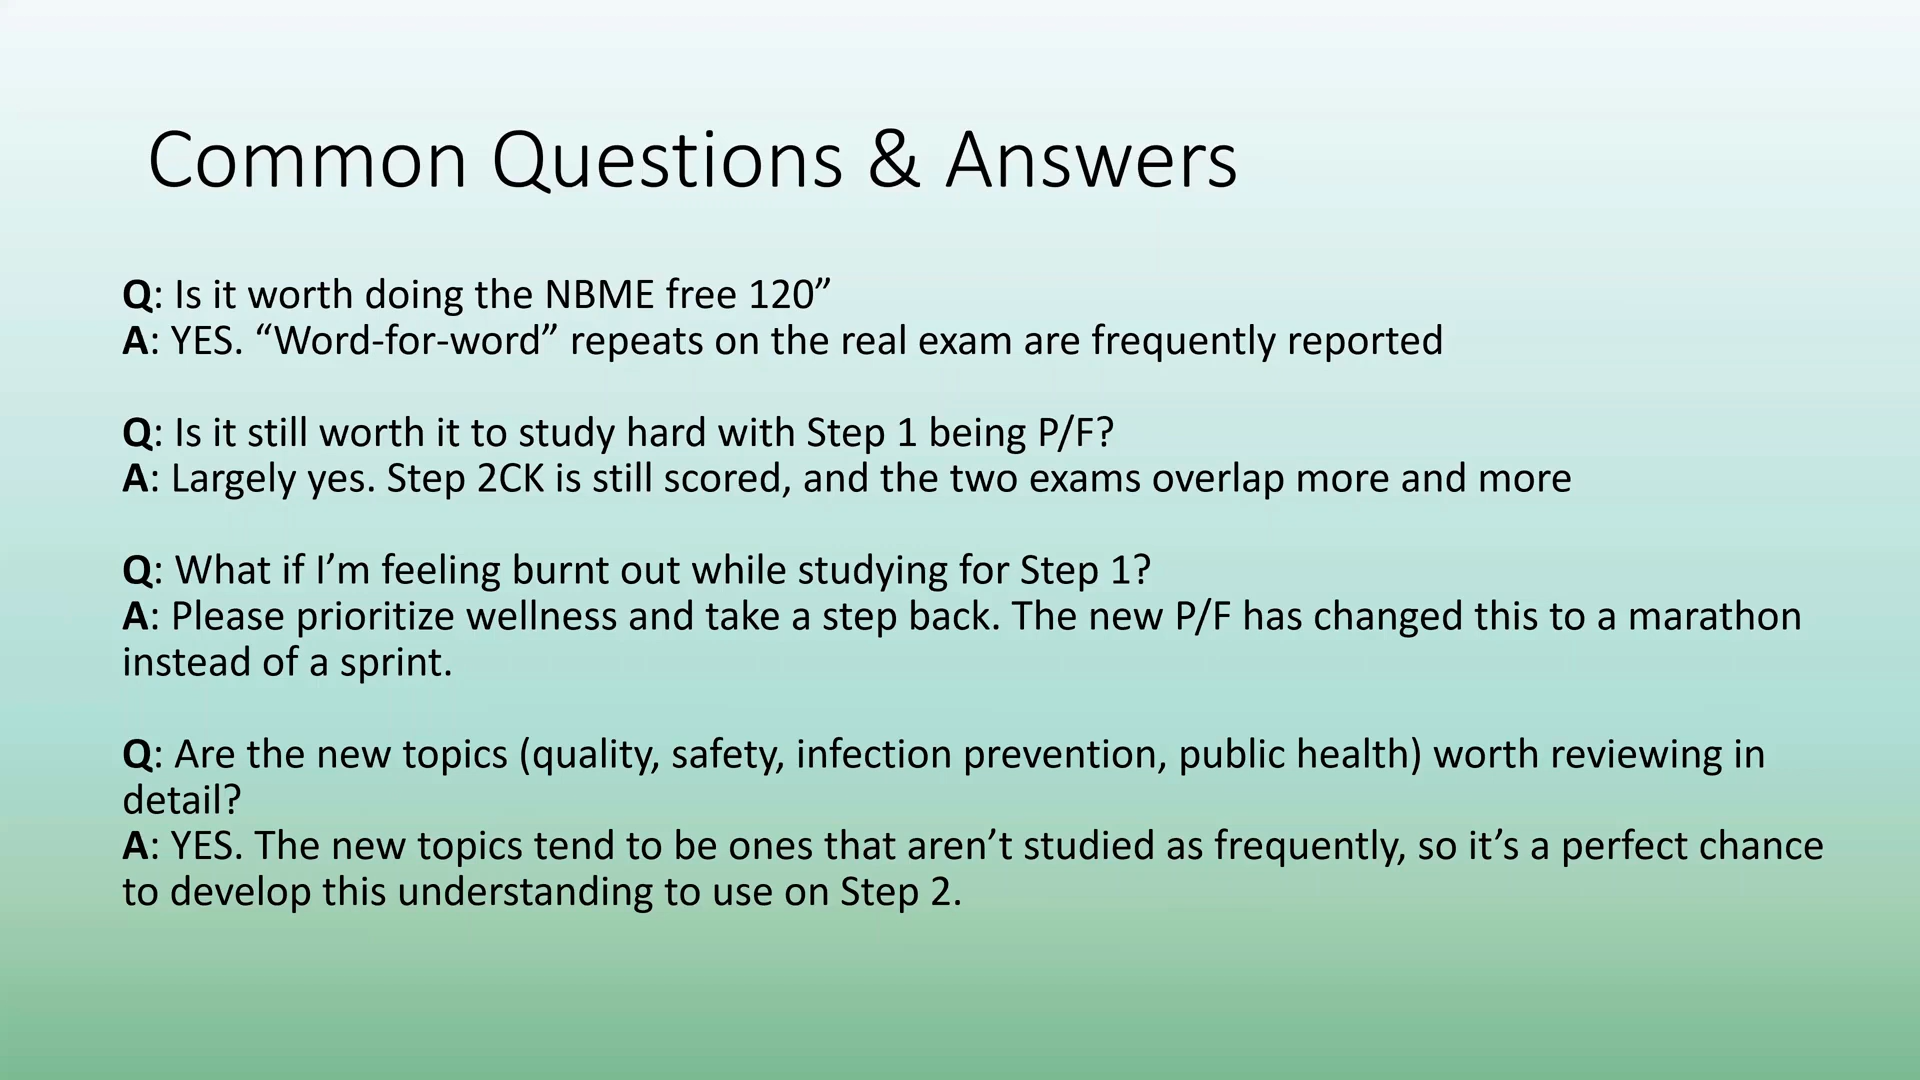 Common Questions & Answers
Q: Is it worth doing the NBME free 120”
A: YES. “Word-for-word” repeats on the real exam are frequently reported
Q: Is it still worth it to study hard with Step 1 being P/F?
A: Largely yes. Step 2CK is still scored, and the two exams overlap more and more
Q: What if I’m feeling burnt out while studying for Step 1?
A: Please prioritize wellness and take a step back. The new P/F has changed this to a marathon
instead of a sprint.
Q: Are the new topics (quality, safety, infection prevention, public health) worth reviewing in
detail?
A: YES. The new topics tend to be ones that aren’t studied as frequently, so it’s a perfect chance
to develop this understanding to use on Step 2.